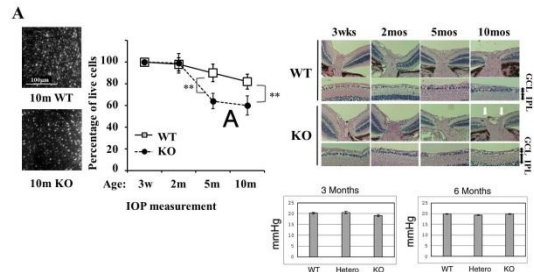 A
100µm
10m WT
10m KO
Percentage of live cells
120
100
80
60
40
20
0
**
**
A
WT
KO
Age: 3w 2m 5m 10m
IOP measurement
3wks 2mos 5mos 10mos
WT
KO
GCL IPL
GCL IPL
3 Months
mmHg
25
20
15
10
5
0
WT Hetero KO
6 Months
mmHg
25
20
15
10
5
0
WT Hetero KO